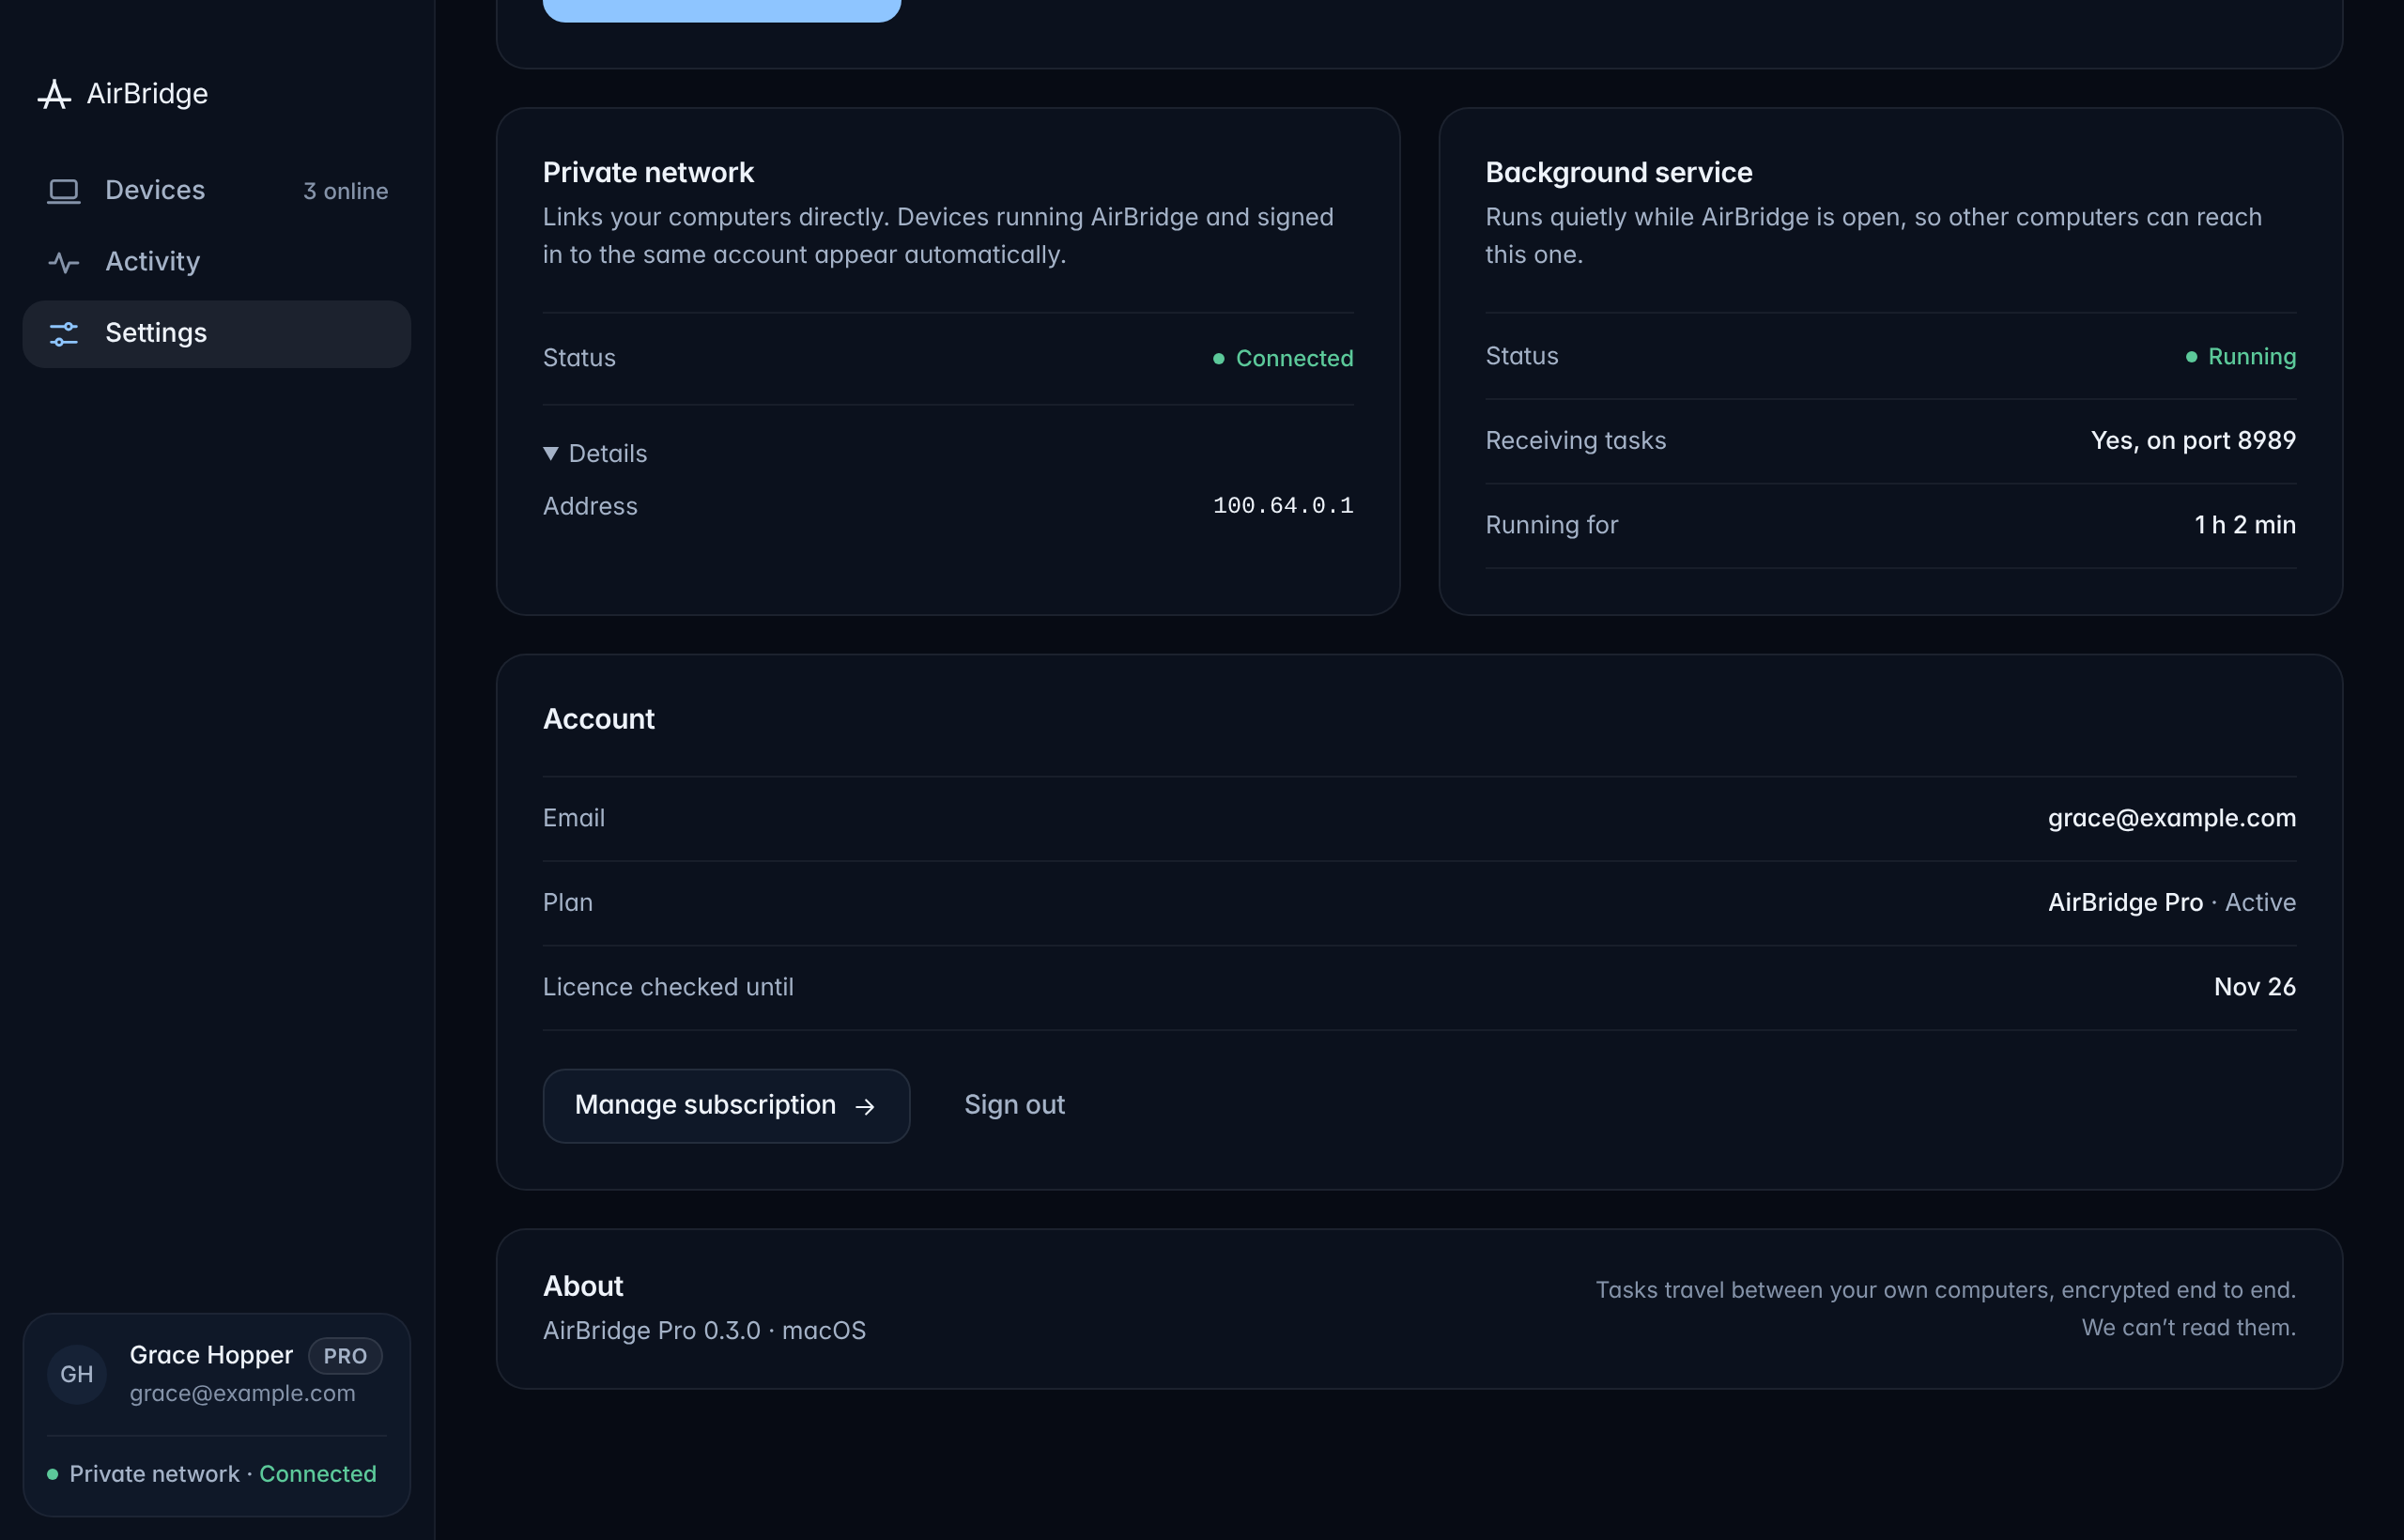 AirBridge
Devices 3 online
Activity
Settings
Private network
Links your computers directly. Devices running AirBridge and signed
in to the same account appear automatically.
Status Connected
Details
Address 100.64.0.1
Background service
Runs quietly while AirBridge is open, so other computers can reach
this one.
Status Running
Receiving tasks Yes, on port 8989
Running for 1 h 2 min
Account
Email grace@example.com
Plan AirBridge Pro · Active
Licence checked until Nov 26
Manage subscription → Sign out
About
AirBridge Pro 0.3.0 · macOS
Tasks travel between your own computers, encrypted end to end.
We can’t read them.
GH
Grace Hopper PRO
grace@example.com
Private network · Connected